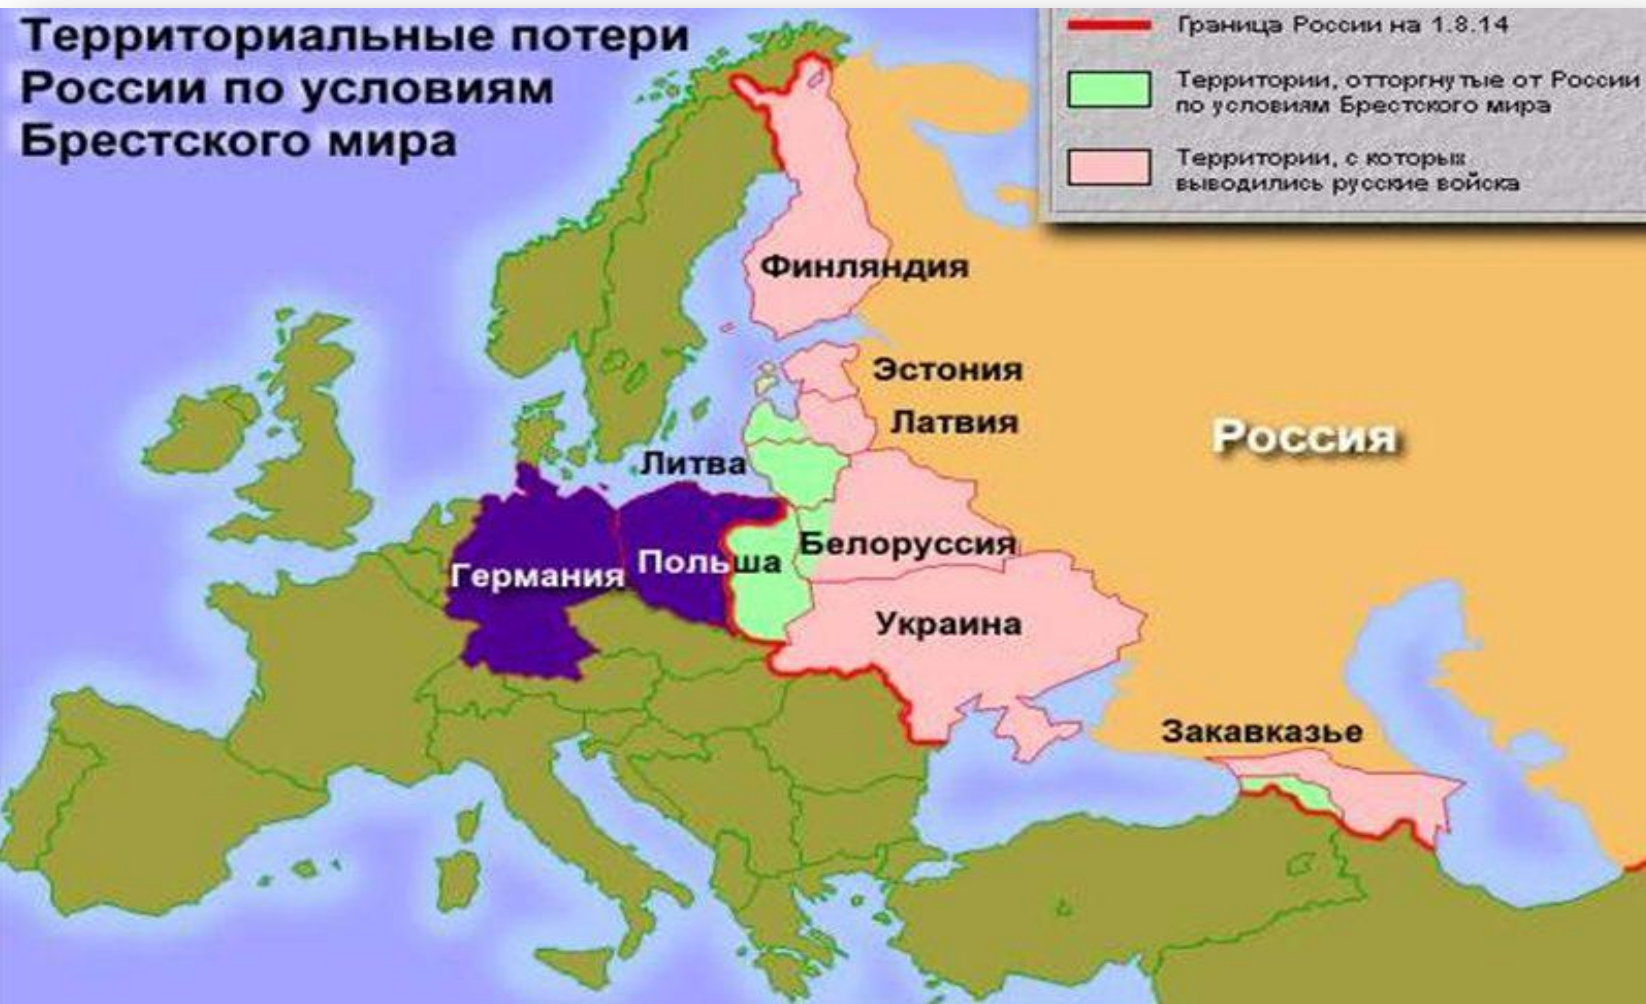 Территориальные потери
России по условиям
Брестского мира
Граница России на 1.8.14
Территории, отторгнутые от России
по условиям Брестского мира
Территории, с которых
выводились русские войска
Финляндия
Эстония
Латвия
Россия
Литва
Белоруссия
Польша
Германия
Украина
Закавказье